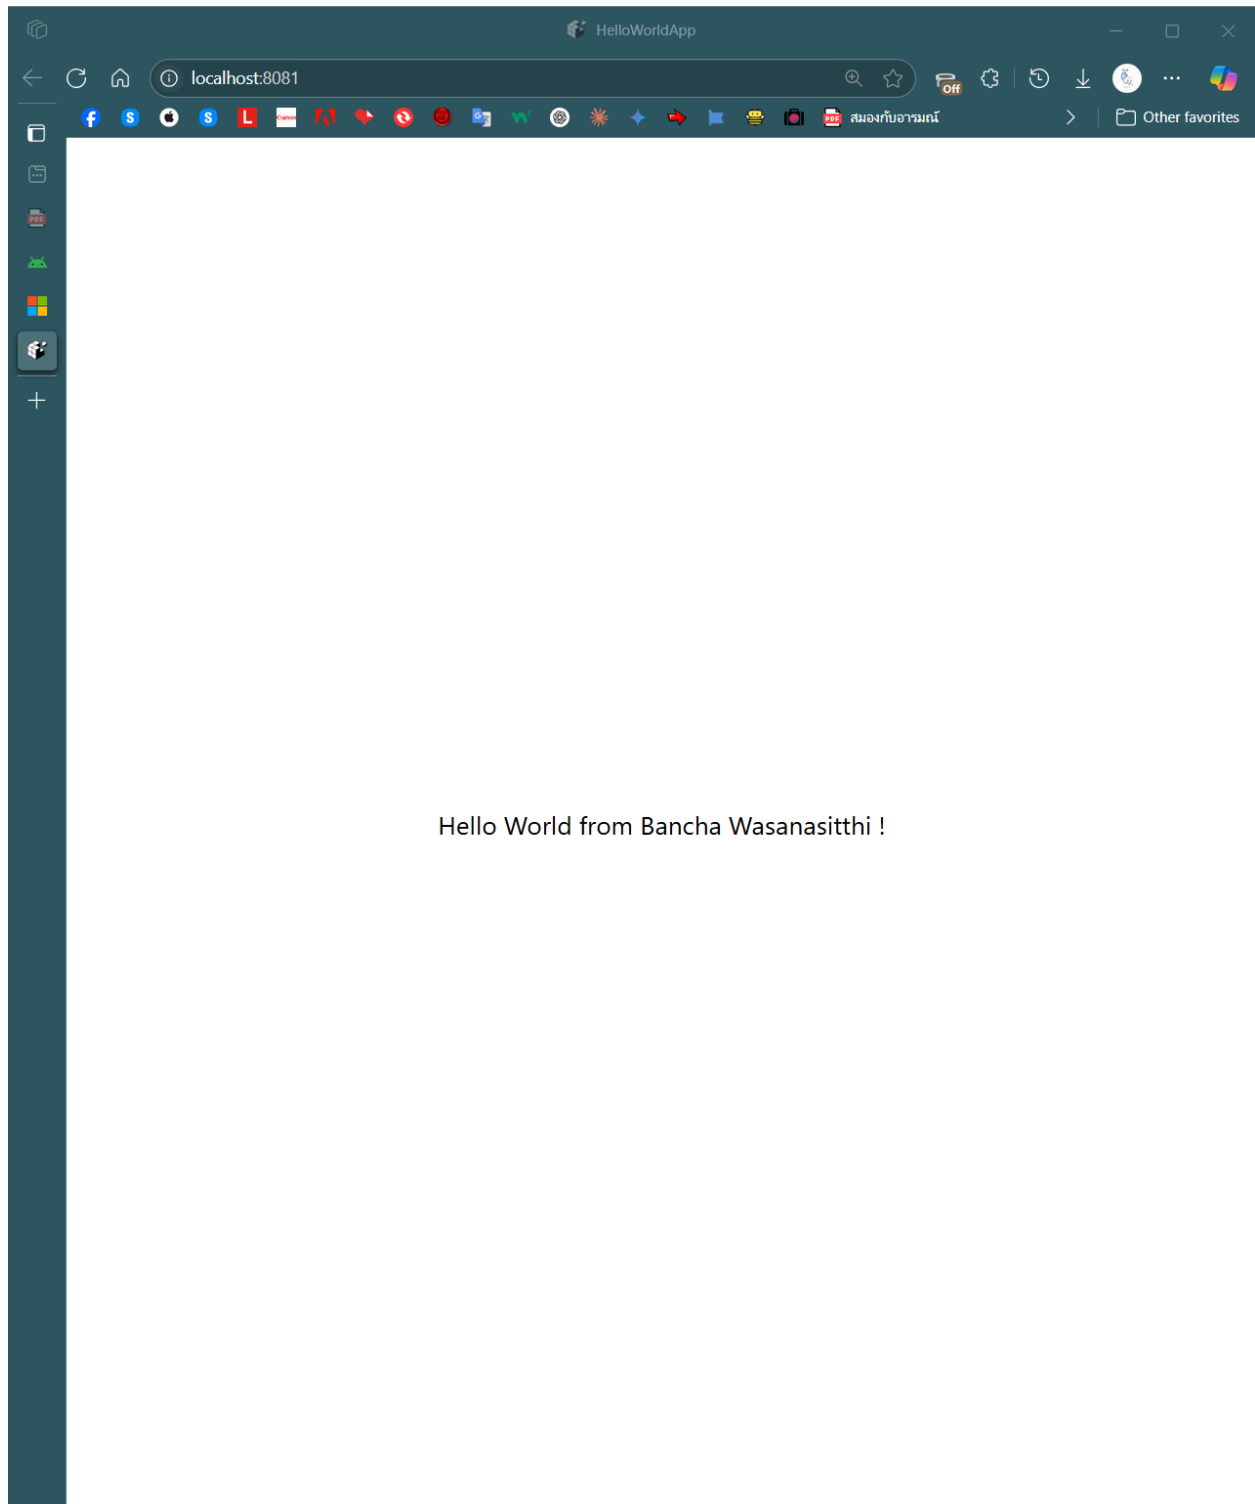 HelloWorldApp
localhost:8081
Off
สมองกับอารมณ์
Other favorites
Hello World from Bancha Wasanasitthi !